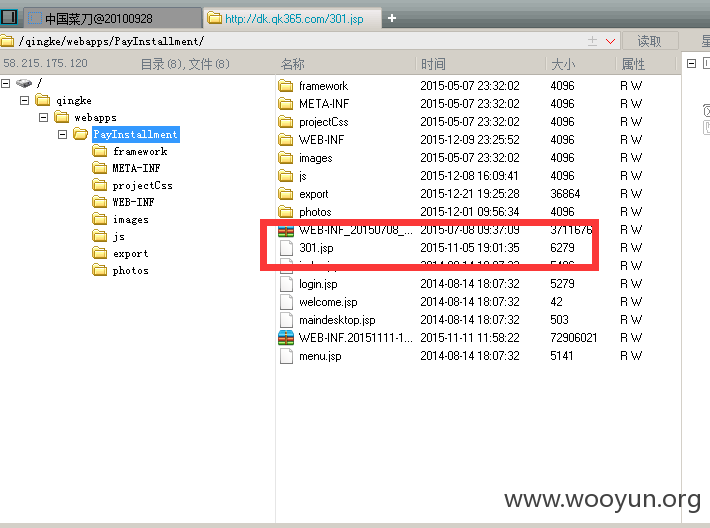 中国菜刀@20100928 http://dk.qk365.com/301.jsp +
/qingke/webapps/PayInstallment/ 读取
58.215.175.120 目录(8),文件(8) 名称 时间 大小 属性
/
qingke
webapps
PayInstallment
framework
META-INF
projectCss
WEB-INF
images
js
export
photos
framework 2015-05-07 23:32:02 4096 R W
META-INF 2015-05-07 23:32:02 4096 R W
projectCss 2015-05-07 23:32:02 4096 R W
WEB-INF 2015-12-09 23:25:52 4096 R W
images 2015-05-07 23:32:02 4096 R W
js 2015-12-08 16:09:41 4096 R W
export 2015-12-21 19:25:28 36864 R W
photos 2015-12-01 09:56:34 4096 R W
WEB-INF_20150708_... 2015-07-08 09:37:09 3711676 R W
301.jsp 2015-11-05 19:01:35 6279 R W
2014-08-14 18:07:32 R W
login.jsp 2014-08-14 18:07:32 5279 R W
welcome.jsp 2014-08-14 18:07:32 42 R W
maindesktop.jsp 2014-08-14 18:07:32 503 R W
WEB-INF.20151111-1... 2015-11-11 11:58:22 72906021 R W
menu.jsp 2014-08-14 18:07:32 5141 R W
www.wooyun.org